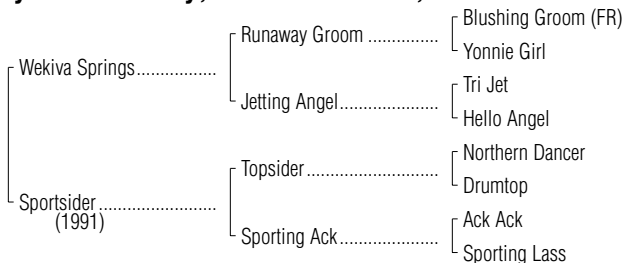 Blushing Groom (FR)
Runaway Groom ..............
Yonnie Girl
Wekiva Springs.................
Tri Jet
Jetting Angel.....................
Hello Angel
Northern Dancer
Topsider ............................
Drumtop
Sportsider .........................
(1991)
Ack Ack
Sporting Ack.....................
Sporting Lass